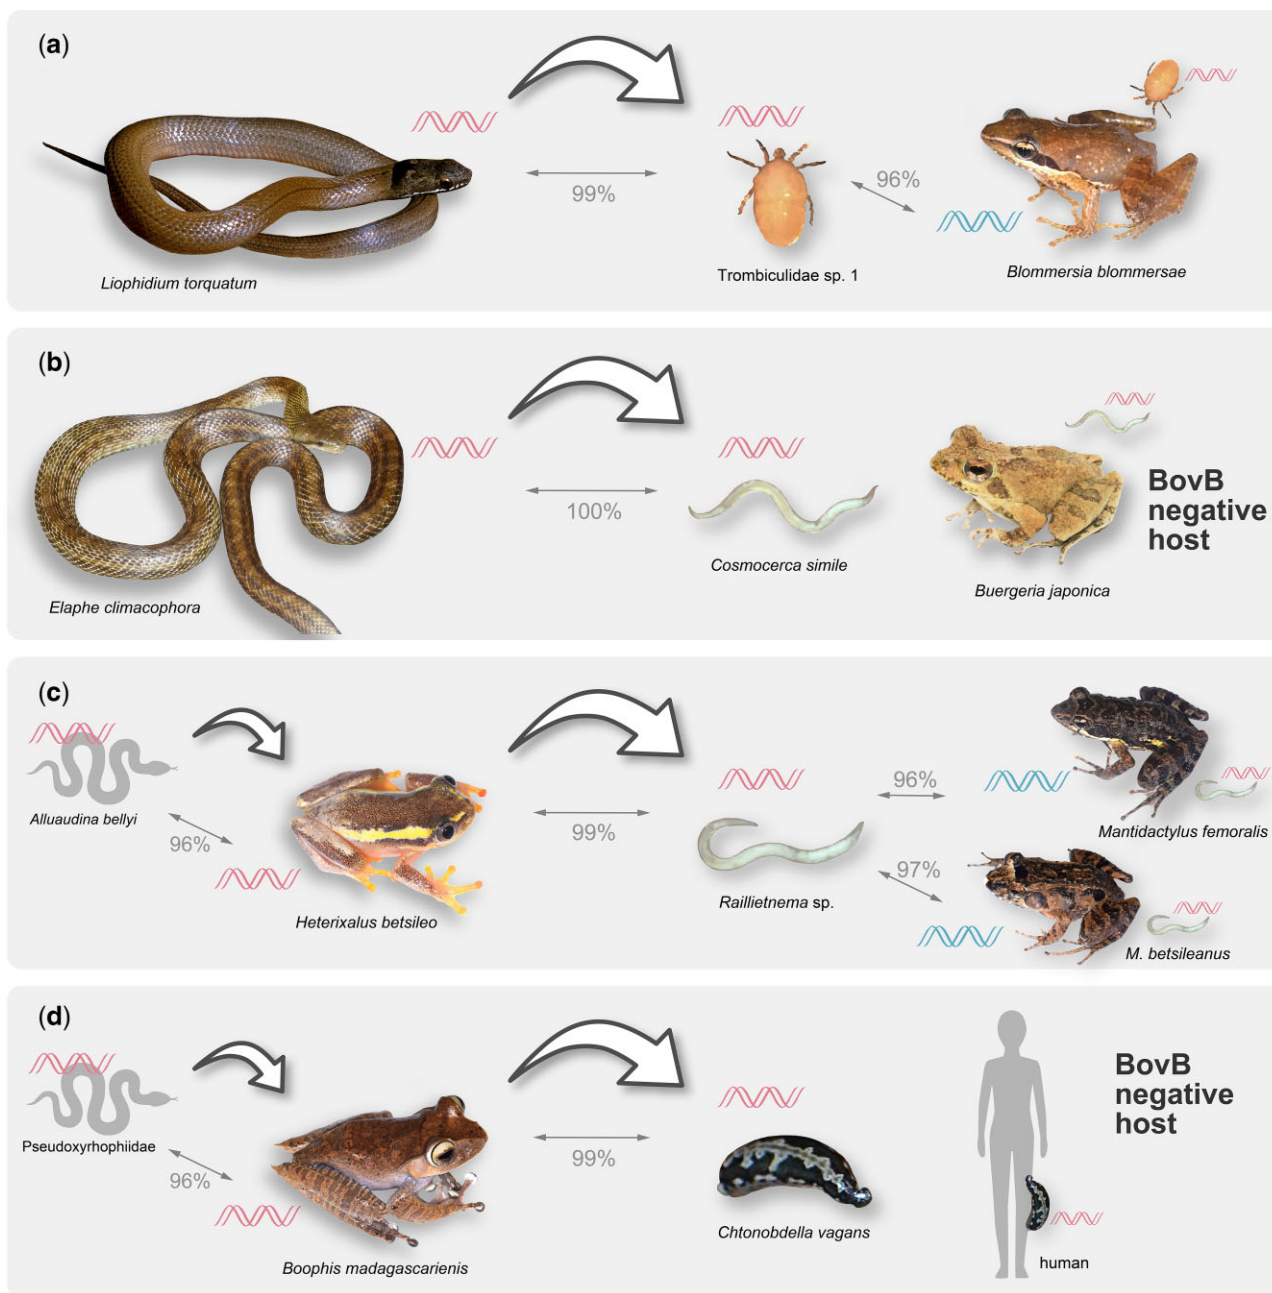 (a)
99%
96%
Liophidium torquatum
Trombiculidae sp. 1
Blommersia blommersae
(b)
100%
BovB
negative
host
Elaphe climacophora
Cosmocerca simile
Buergeria japonica
(c)
Alluaudina bellyi
96%
Heterixalus betsileo
99%
Raillietnema sp.
96%
Mantidactylus femoralis
97%
M. betsileanus
(d)
Pseudoxyrhophiidae
96%
Boophis madagascarienis
99%
Chtonobdella vagans
BovB
negative
host
human